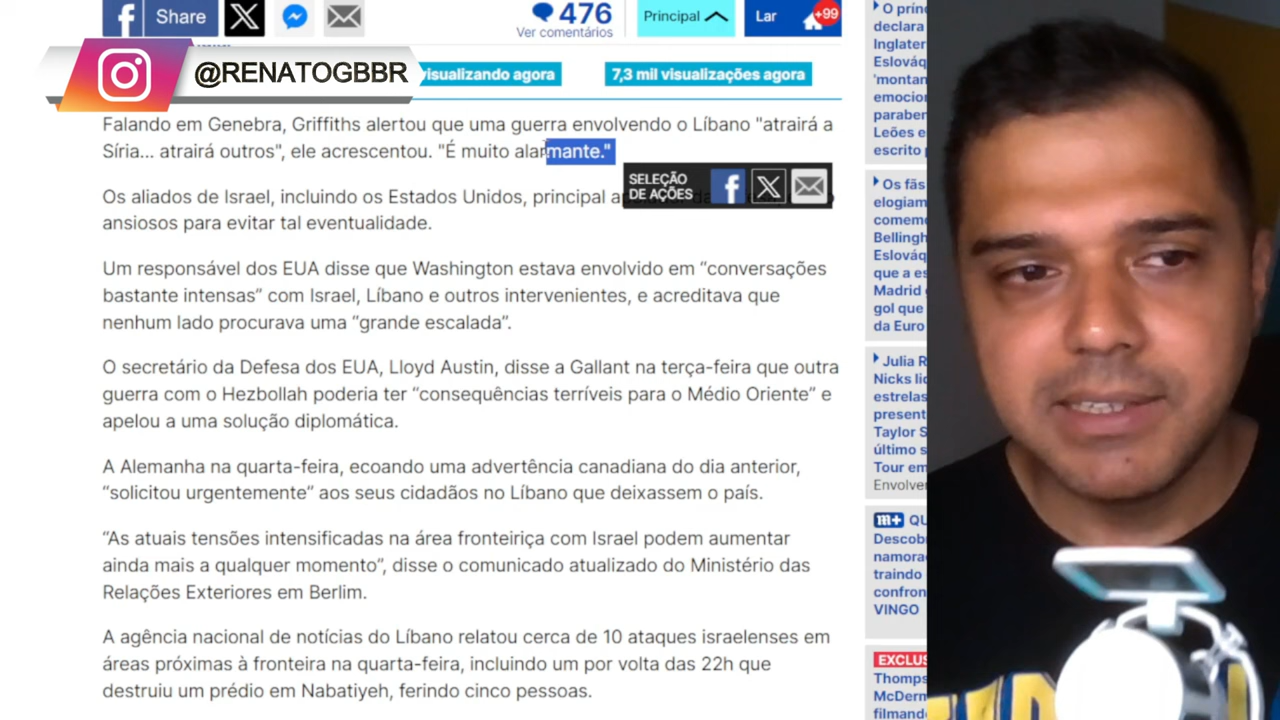 Share
476
Ver comentários
Principal
Lar
+99
@RENATOGBBR
visualizando agora
7,3 mil visualizações agora
Falando em Genebra, Griffiths alertou que uma guerra envolvendo o Líbano "atrairá a
Síria... atrairá outros", ele acrescentou. "É muito alarmante."
SELEÇÃO
DE AÇÕES
Os aliados de Israel, incluindo os Estados Unidos, principal
ansiosos para evitar tal eventualidade.
Um responsável dos EUA disse que Washington estava envolvido em “conversações
bastante intensas” com Israel, Líbano e outros intervenientes, e acreditava que
nenhum lado procurava uma “grande escalada”.
O secretário da Defesa dos EUA, Lloyd Austin, disse a Gallant na terça-feira que outra
guerra com o Hezbollah poderia ter “consequências terríveis para o Médio Oriente” e
apelou a uma solução diplomática.
A Alemanha na quarta-feira, ecoando uma advertência canadiana do dia anterior,
“solicitou urgentemente” aos seus cidadãos no Líbano que deixassem o país.
“As atuais tensões intensificadas na área fronteiriça com Israel podem aumentar
ainda mais a qualquer momento”, disse o comunicado atualizado do Ministério das
Relações Exteriores em Berlim.
A agência nacional de notícias do Líbano relatou cerca de 10 ataques israelenses em
áreas próximas à fronteira na quarta-feira, incluindo um por volta das 22h que
destruiu um prédio em Nabatiyeh, ferindo cinco pessoas.
O prínc
declara
Inglater
Eslováq
'montan
emocio
paraben
Leões e
escrito p
Os fãs
elogiam
comemo
Bellingh
Eslováq
que a es
Madrid
gol que
da Euro
Julia R
Nicks lic
estrelas
present
Taylor S
último s
Tour em
Envolver
m+ QU
Descob
namora
traindo
confron
VINGO
EXCLUS
Thomps
McDerm
filmand